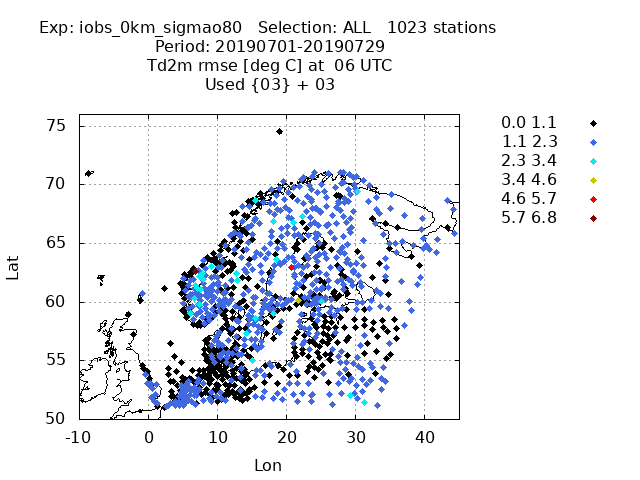 Exp: iobs_0km_sigmao80 Selection: ALL 1023 stations
Period: 20190701-20190729
Td2m rmse [deg C] at 06 UTC
Used {03} + 03
0.0 1.1
1.1 2.3
2.3 3.4
3.4 4.6
4.6 5.7
5.7 6.8
75
70
65
60
55
50
Lat
-10 0 10 20 30 40
Lon